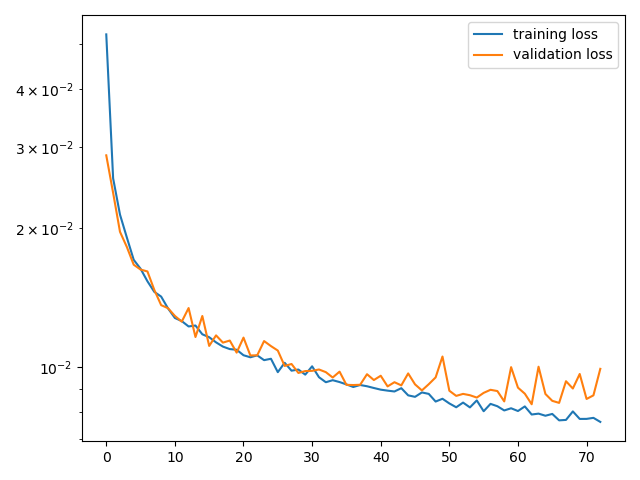 training loss
validation loss
4 × 10⁻²
3 × 10⁻²
2 × 10⁻²
10⁻²
0 10 20 30 40 50 60 70